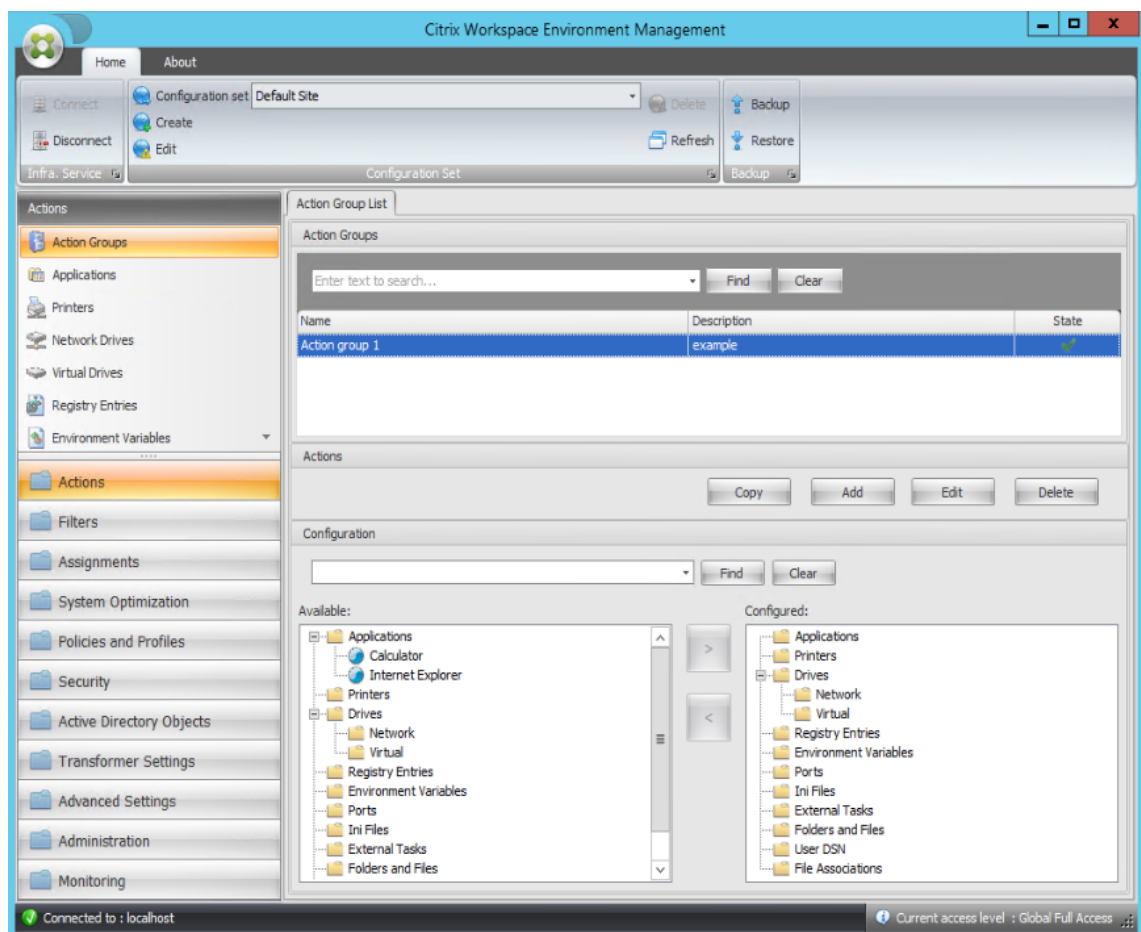 Citrix Workspace Environment Management
Home About
Connect
Disconnect
Infra. Service
Configuration set Default Site
Create
Edit
Delete
Refresh
Configuration Set
Backup
Restore
Backup
Actions
Action Groups
Applications
Printers
Network Drives
Virtual Drives
Registry Entries
Environment Variables
Actions
Filters
Assignments
System Optimization
Policies and Profiles
Security
Active Directory Objects
Transformer Settings
Advanced Settings
Administration
Monitoring
Action Group List
Action Groups
Enter text to search... Find Clear
Name Description State
Action group 1 example
Actions
Copy Add Edit Delete
Configuration
Find Clear
Available:
Applications
Calculator
Internet Explorer
Printers
Drives
Network
Virtual
Registry Entries
Environment Variables
Ports
Ini Files
External Tasks
Folders and Files
>
<
Configured:
Applications
Printers
Drives
Network
Virtual
Registry Entries
Environment Variables
Ports
Ini Files
External Tasks
Folders and Files
User DSN
File Associations
Connected to : localhost
Current access level : Global Full Access